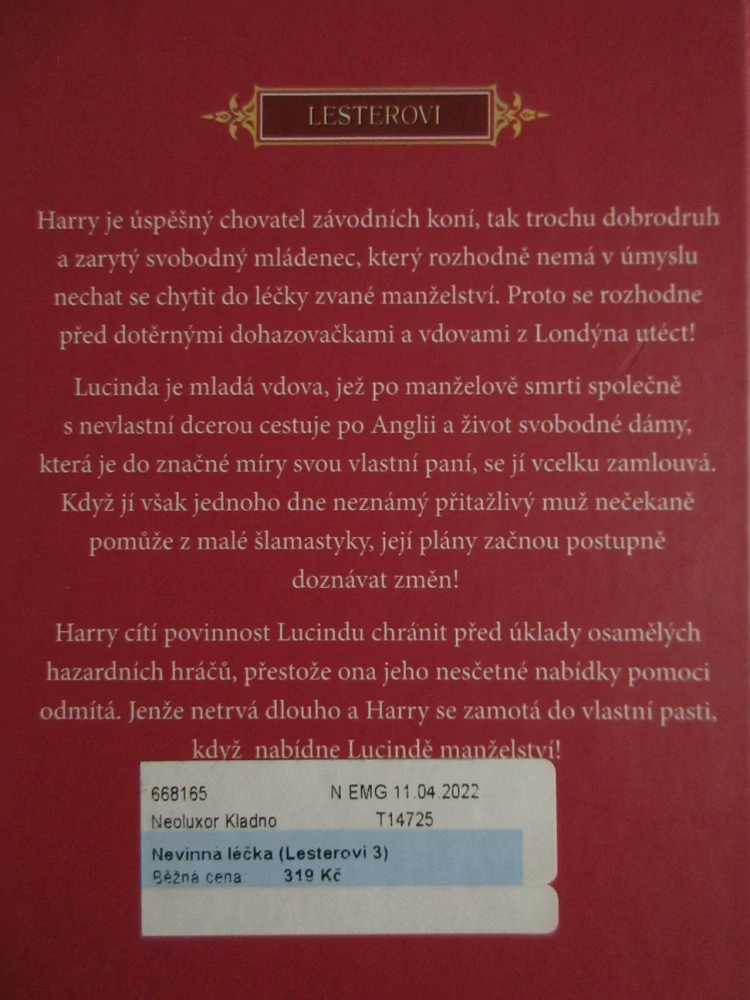 LESTEROVI
Harry je úspěšný chovatel závodních koní, tak trochu dobrodruh
a zarytý svobodný mládenec, který rozhodně nemá v úmyslu
nechat se chytit do léčky zvané manželství. Proto se rozhodne
před dotěrnými dohazovačkami a vdovami z Londýna utéct!
Lucinda je mladá vdova, jež po manželově smrti společně
s nevlastní dcerou cestuje po Anglii a život svobodné dámy,
která je do značné míry svou vlastní paní, se jí vcelku zamlouvá.
Když jí však jednoho dne neznámý přitažlivý muž nečekaně
pomůže z malé šlamastyky, její plány začnou postupně
doznávat změn!
Harry cítí povinnost Lucindu chránit před úklady osamělých
hazardních hráčů, přestože ona jeho nesčetné nabídky pomoci
odmítá. Jenže netrvá dlouho a Harry se zamotá do vlastní pasti,
když nabídne Lucindě manželství!
668165 N EMG 11.04.2022
Neoluxor Kladno T14725
Nevinná léčka (Lesterovi 3)
Běžná cena: 319 Kč